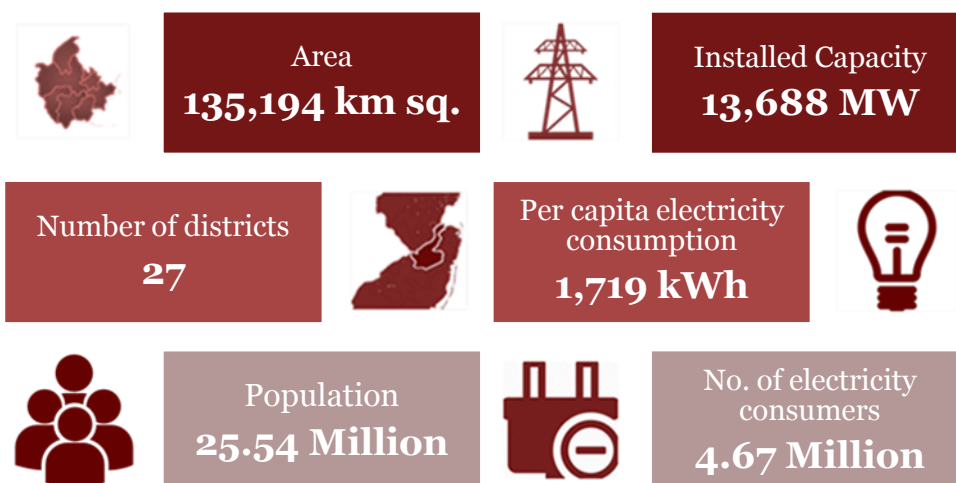 Area
135,194 km sq.
Installed Capacity
13,688 MW
Number of districts
27
Per capita electricity
consumption
1,719 kWh
Population
25.54 Million
No. of electricity
consumers
4.67 Million